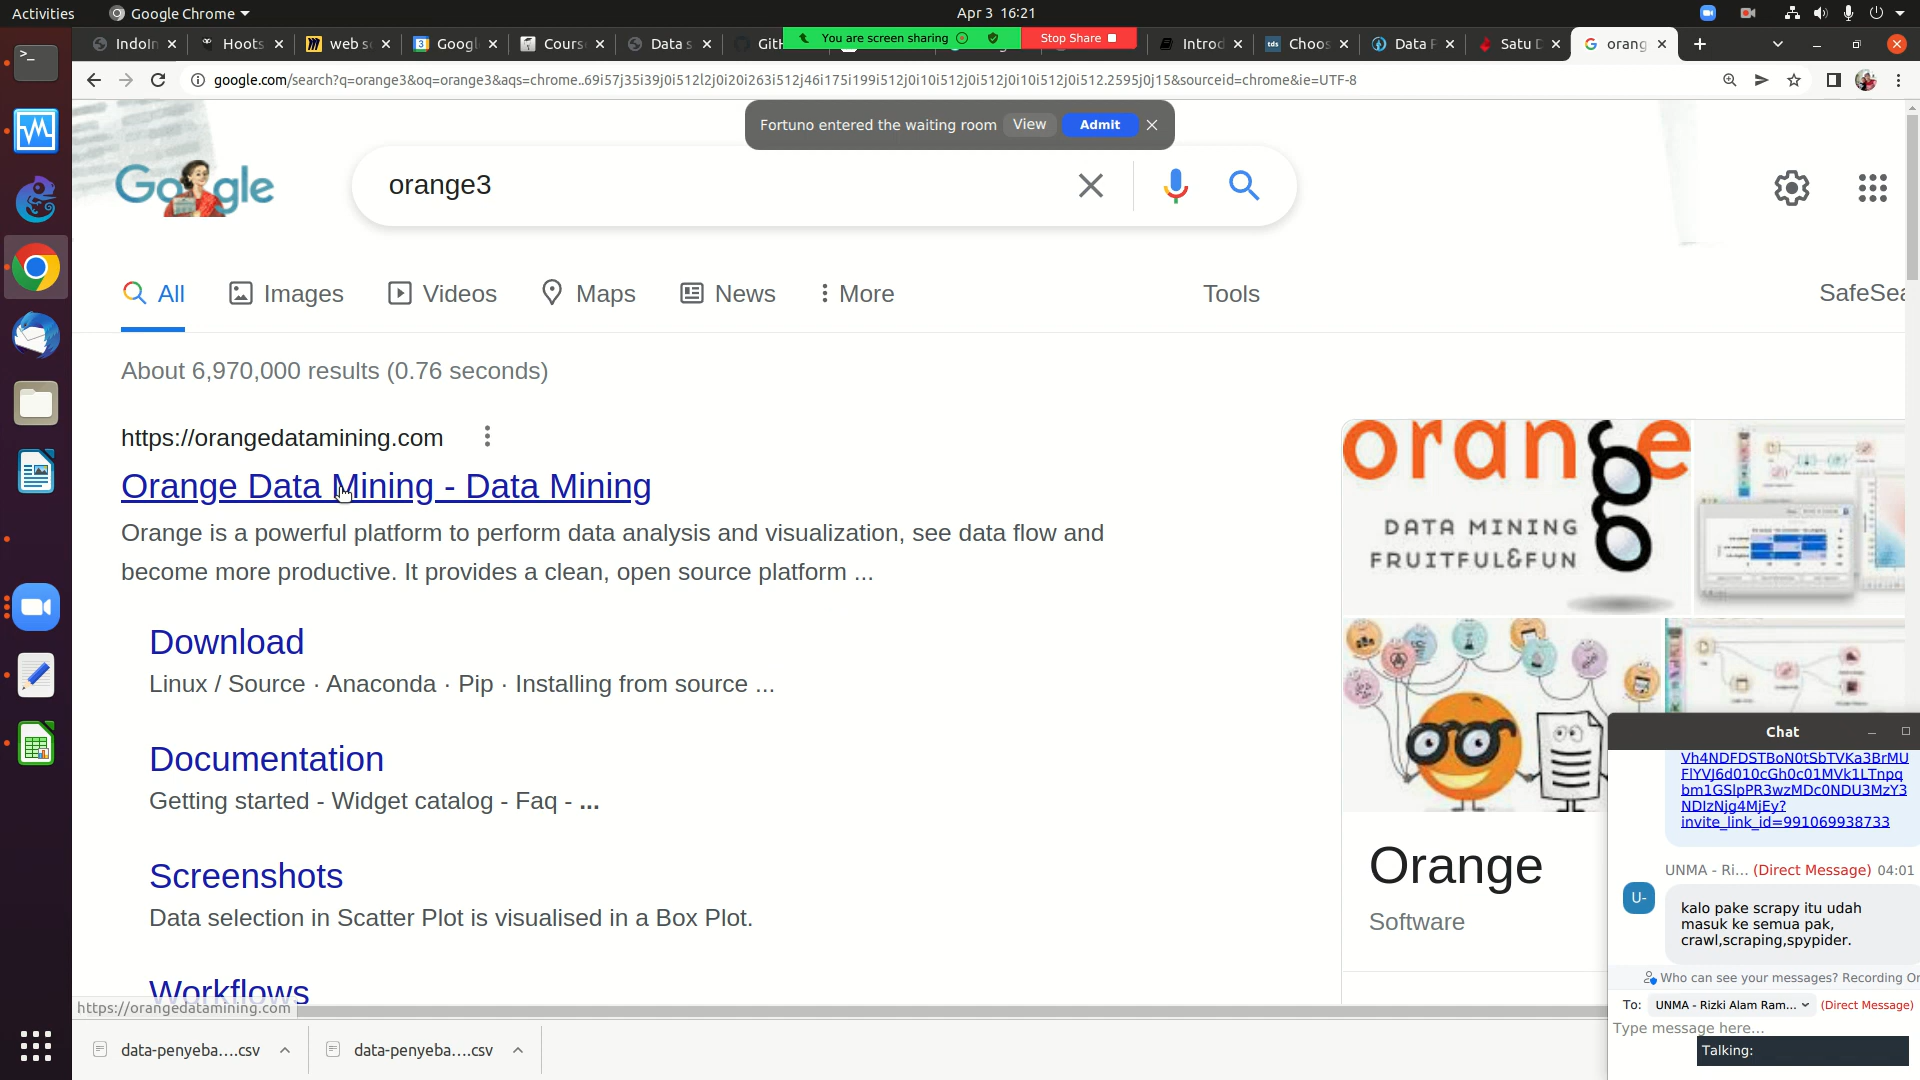 Activities
Google Chrome
Apr 3 16:21
IndoIn
Hoots
web s
Googl
Cours
Data s
GitH
You are screen sharing
Stop Share
Introd
tds
Choos
Data P
Satu D
orang
google.com/search?q=orange3&oq=orange3&aqs=chrome..69i57j35i39j0i512l2j0i20i263i512j46i175i199i512j0i10i512j0i512j0i10i512j0i512.2595j0j15&sourceid=chrome&ie=UTF-8
Fortuno entered the waiting room
View
Admit
Google
orange3
All
Images
Videos
Maps
News
More
Tools
SafeSea
About 6,970,000 results (0.76 seconds)
https://orangedatamining.com
Orange Data Mining - Data Mining
Orange is a powerful platform to perform data analysis and visualization, see data flow and
become more productive. It provides a clean, open source platform ...
Download
Linux / Source · Anaconda · Pip · Installing from source ...
Documentation
Getting started - Widget catalog - Faq - ...
Screenshots
Data selection in Scatter Plot is visualised in a Box Plot.
Workflows
https://orangedatamining.com
orange
DATA MINING
FRUITFUL&FUN
Orange
Software
Chat
Vh4NDFDSTBoN0tSbTVKa3BrMU
FlYVJ6d010cGh0c01MVk1LTnpq
bm1GSlpPR3wzMDc0NDU3MzY3
NDIzNjg4MjEy?
invite_link_id=991069938733
UNMA - Ri... (Direct Message) 04:01
U-
kalo pake scrapy itu udah
masuk ke semua pak,
crawl,scraping,spypider.
Who can see your messages? Recording On
To: UNMA - Rizki Alam Ram... (Direct Message)
Type message here...
Talking:
data-penyeba....csv
data-penyeba....csv